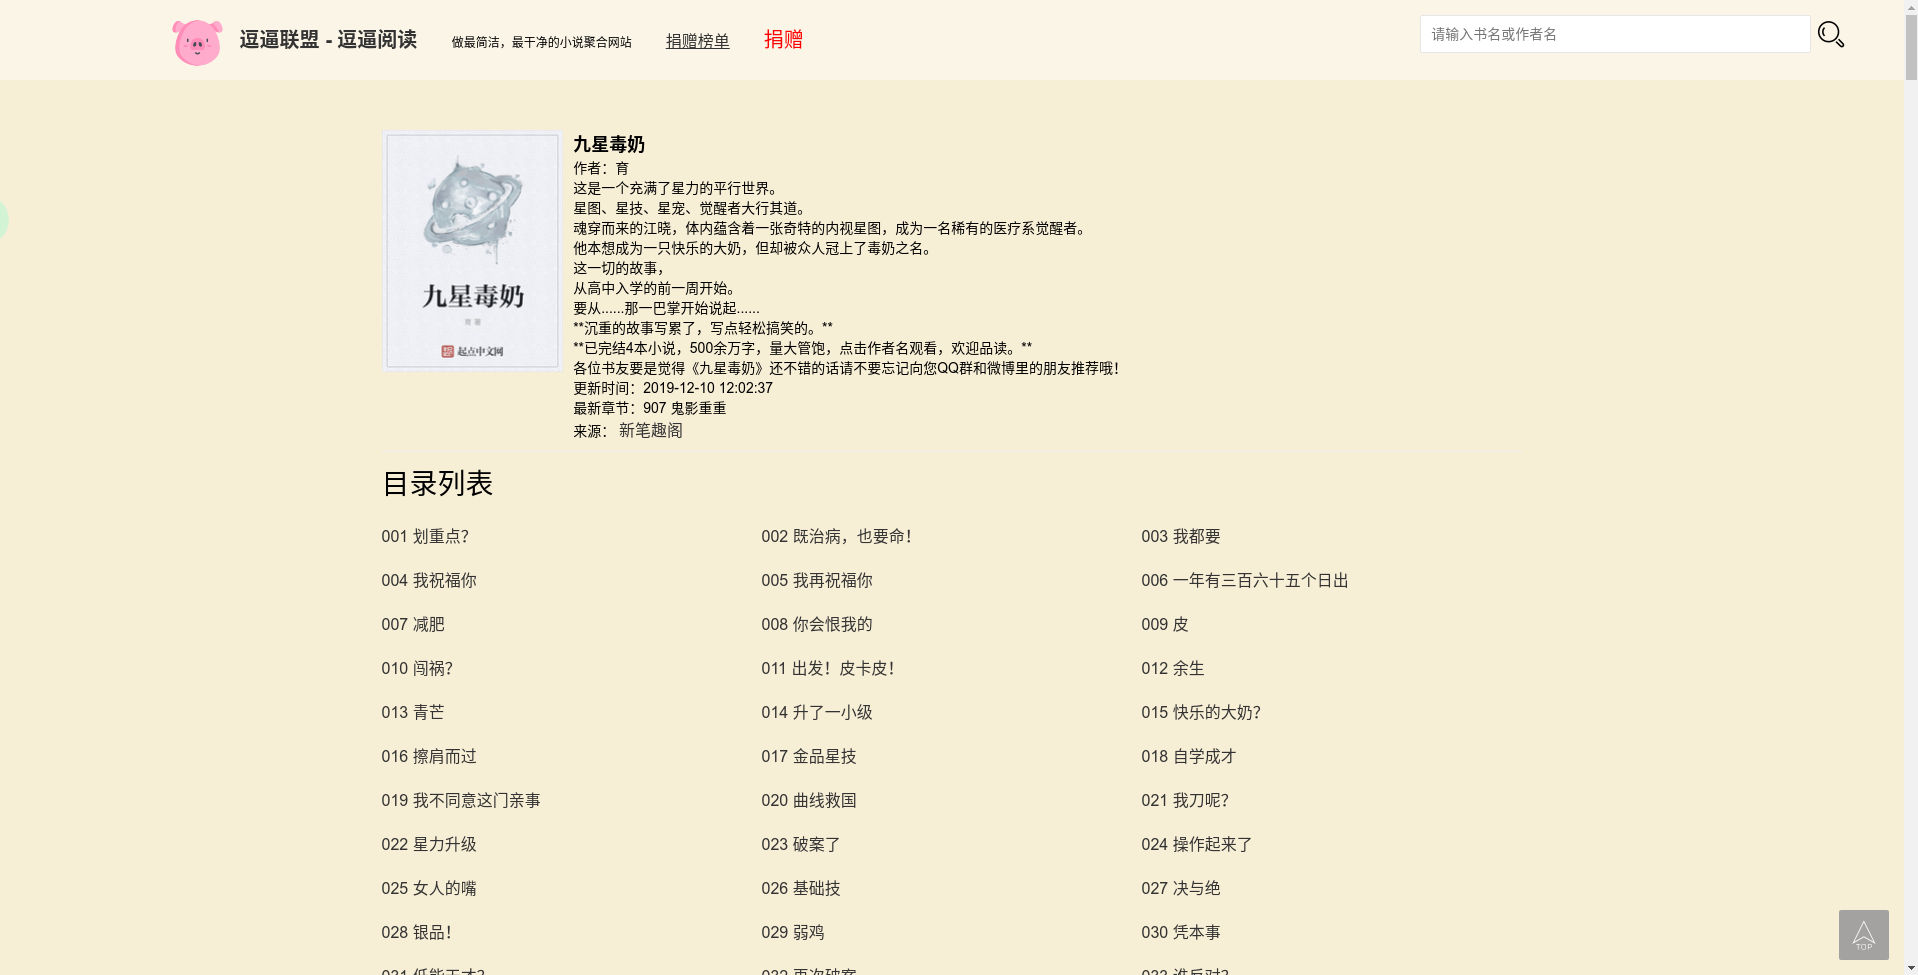 逗逼联盟 - 逗逼阅读 做最简洁，最干净的小说聚合网站 捐赠榜单 捐赠 请输入书名或作者名
九星毒奶
作者：育
这是一个充满了星力的平行世界。
星图、星技、星宠、觉醒者大行其道。
魂穿而来的江晓，体内蕴含着一张奇特的内视星图，成为一名稀有的医疗系觉醒者。
他本想成为一只快乐的大奶，但却被众人冠上了毒奶之名。
这一切的故事，
从高中入学的前一周开始。
要从......那一巴掌开始说起......
**沉重的故事写累了，写点轻松搞笑的。**
**已完结4本小说，500余万字，量大管饱，点击作者名观看，欢迎品读。**
各位书友要是觉得《九星毒奶》还不错的话请不要忘记向您QQ群和微博里的朋友推荐哦！
更新时间：2019-12-10 12:02:37
最新章节：907 鬼影重重
来源： 新笔趣阁
九星毒奶
育 著
起点中文网
目录列表
001 划重点？ 002 既治病，也要命！ 003 我都要
004 我祝福你 005 我再祝福你 006 一年有三百六十五个日出
007 减肥 008 你会恨我的 009 皮
010 闯祸？ 011 出发！皮卡皮！ 012 余生
013 青芒 014 升了一小级 015 快乐的大奶？
016 擦肩而过 017 金品星技 018 自学成才
019 我不同意这门亲事 020 曲线救国 021 我刀呢？
022 星力升级 023 破案了 024 操作起来了
025 女人的嘴 026 基础技 027 决与绝
028 银品！ 029 弱鸡 030 凭本事
031 低能天才？ 032 再次破案 033 谁反对？
TOP